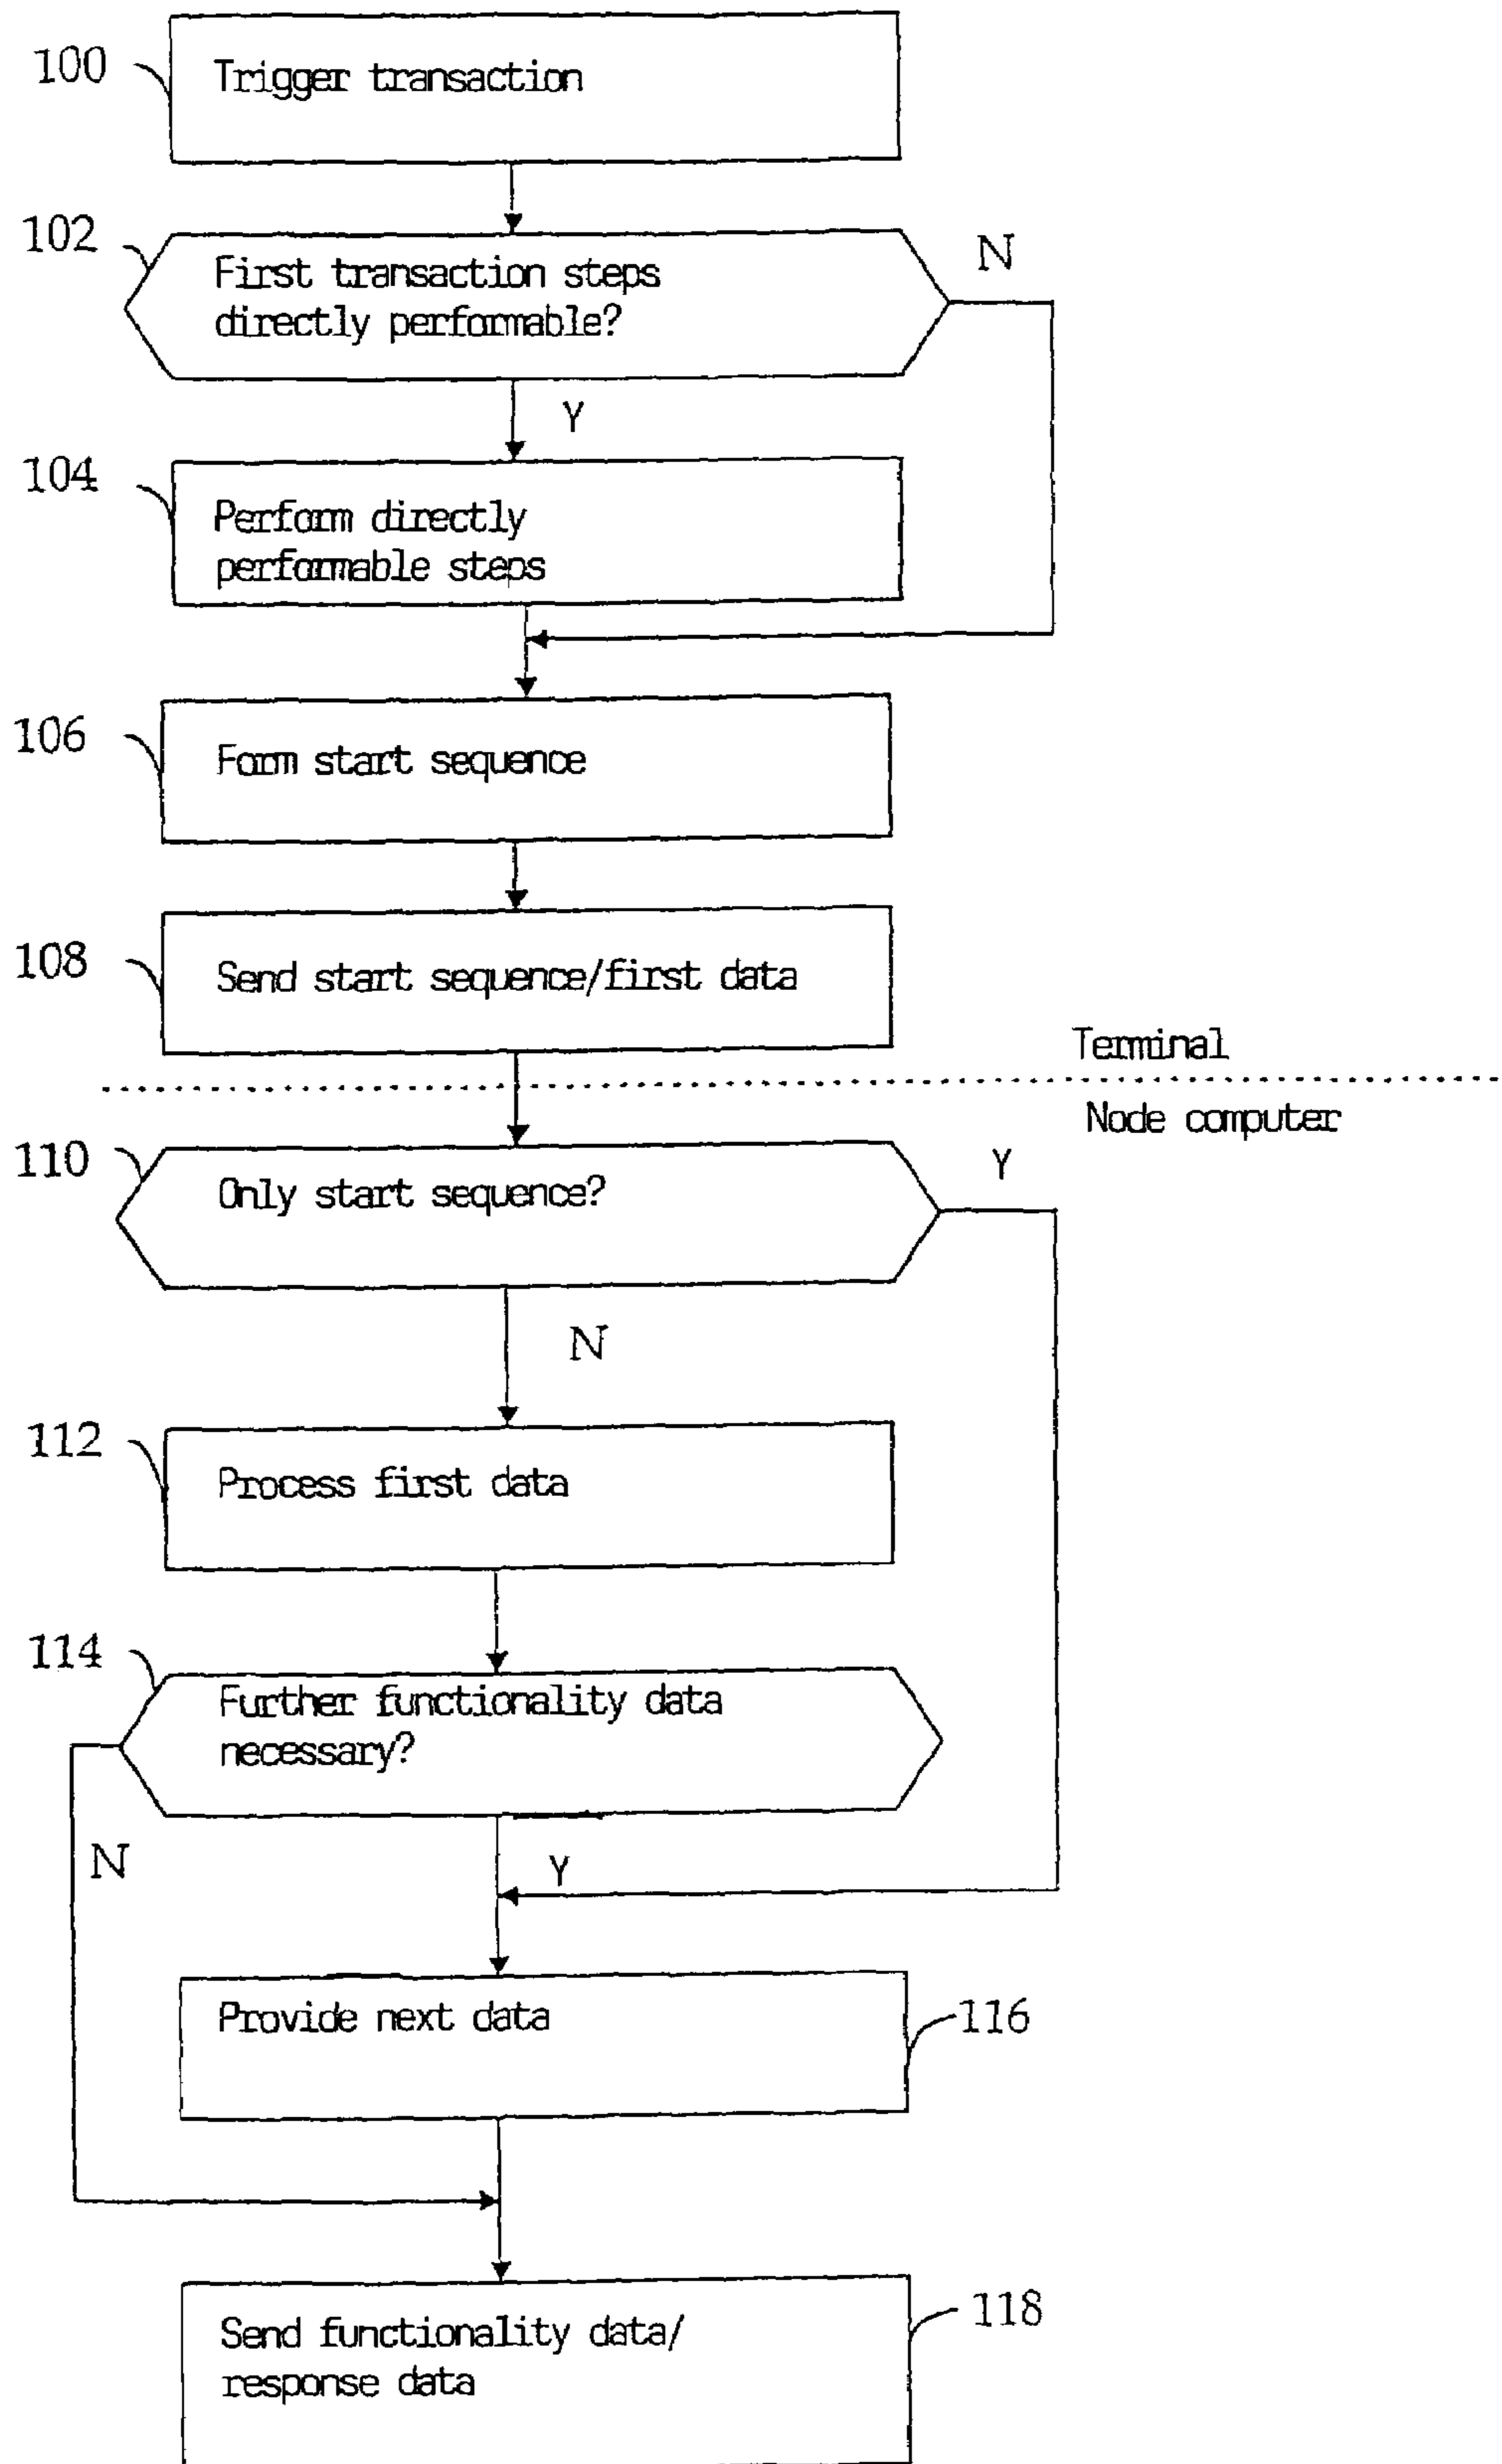 100
Trigger transaction
102
N
First transaction steps
directly performable?
Y
104
Perform directly
performable steps
106
Form start sequence
108
Send start sequence/first data
Terminal
Node computer
110
Y
Only start sequence?
N
112
Process first data
114
Further functionality data
necessary?
N
Y
Provide next data
116
Send functionality data/
response data
118